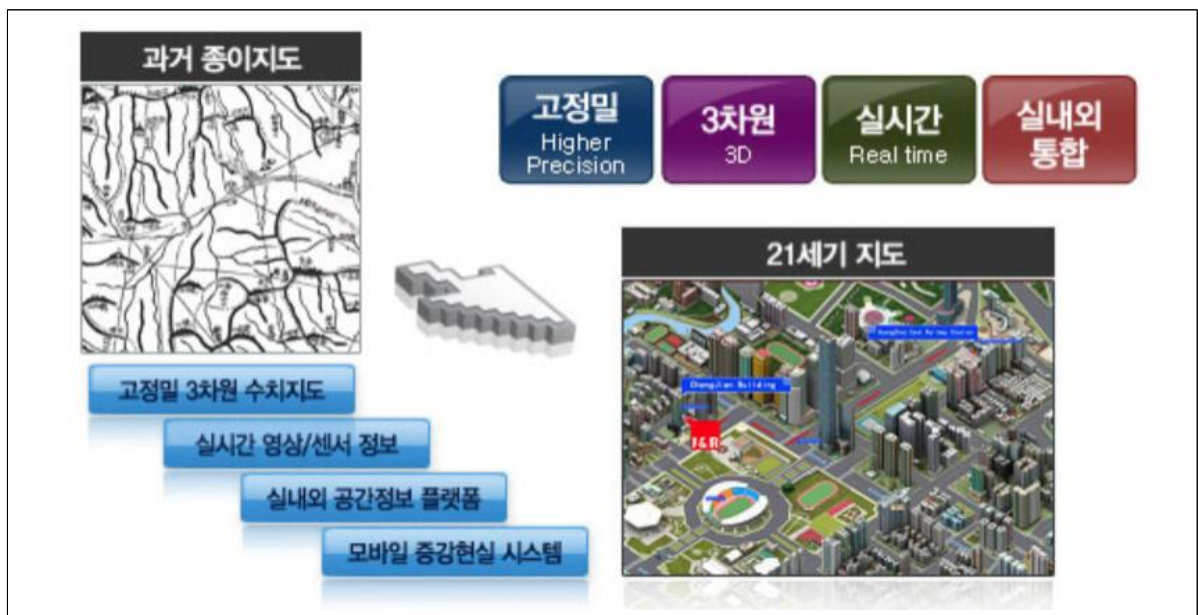 과거 종이지도
고정밀
Higher
Precision
3차원
3D
실시간
Real time
실내외
통합
21세기 지도
J&R
고정밀 3차원 수치지도
실시간 영상/센서 정보
실내외 공간정보 플랫폼
모바일 증강현실 시스템